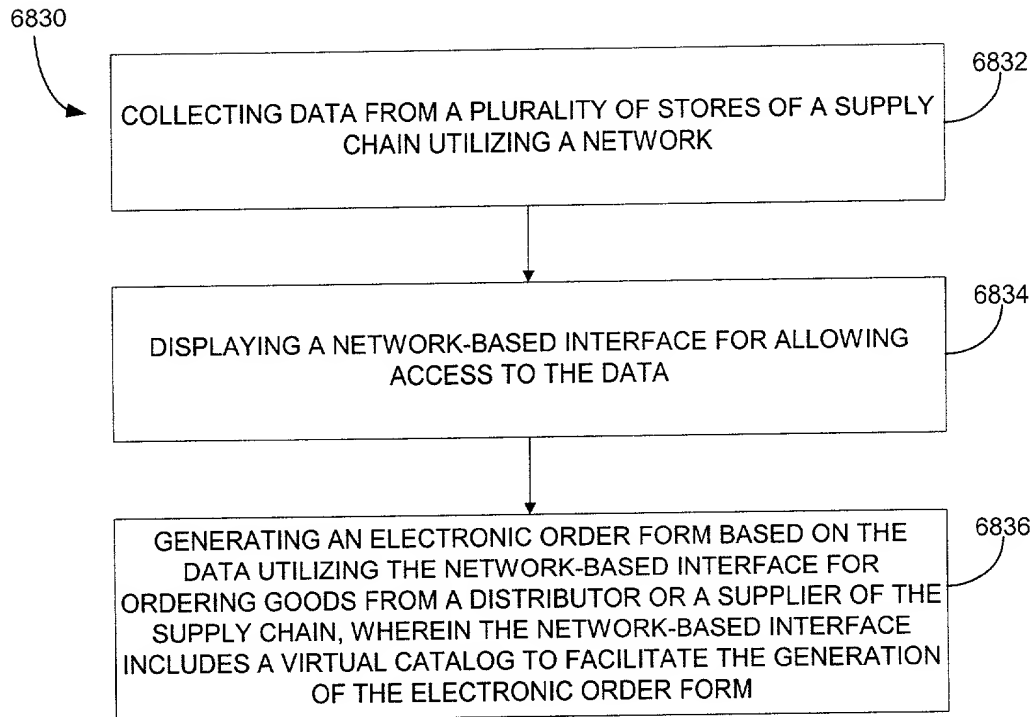 6830
6832
COLLECTING DATA FROM A PLURALITY OF STORES OF A SUPPLY
CHAIN UTILIZING A NETWORK
6834
DISPLAYING A NETWORK-BASED INTERFACE FOR ALLOWING
ACCESS TO THE DATA
6836
GENERATING AN ELECTRONIC ORDER FORM BASED ON THE
DATA UTILIZING THE NETWORK-BASED INTERFACE FOR
ORDERING GOODS FROM A DISTRIBUTOR OR A SUPPLIER OF THE
SUPPLY CHAIN, WHEREIN THE NETWORK-BASED INTERFACE
INCLUDES A VIRTUAL CATALOG TO FACILITATE THE GENERATION
OF THE ELECTRONIC ORDER FORM